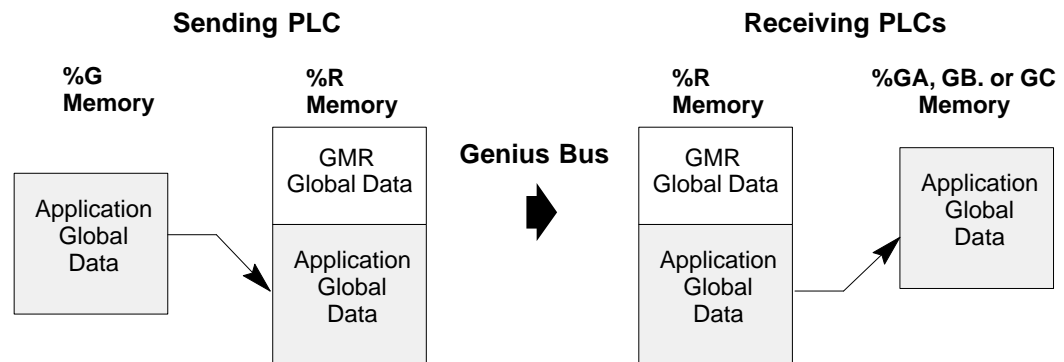 Sending PLC
Receiving PLCs
%G
Memory
%R
Memory
%R
Memory
%GA, GB. or GC
Memory
Application
Global
Data
GMR
Global Data
Application
Global
Data
Genius Bus
GMR
Global Data
Application
Global
Data
Application
Global
Data